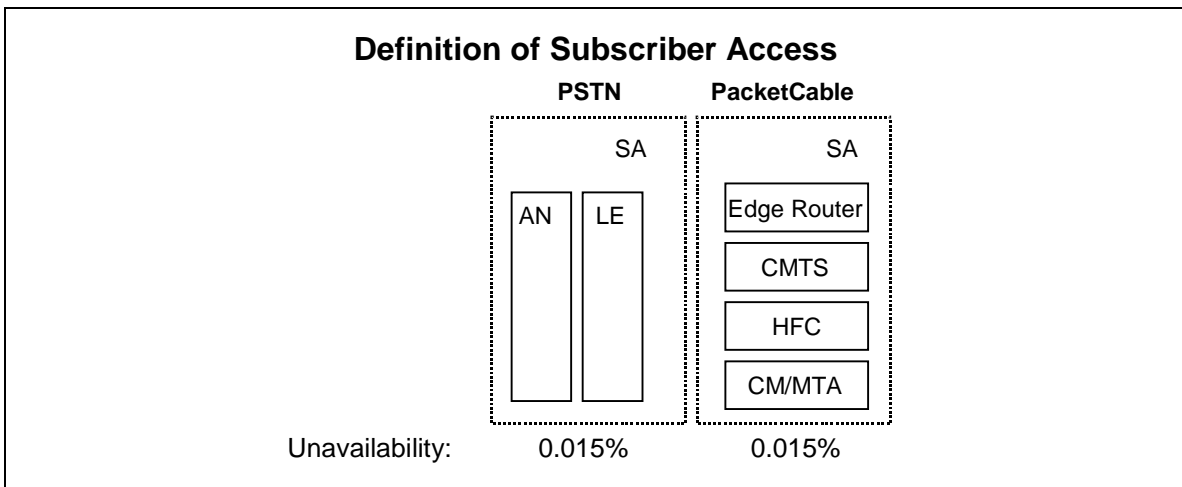 Definition of Subscriber Access
PSTN PacketCable
SA SA
AN LE Edge Router
CMTS
HFC
CM/MTA
Unavailability: 0.015% 0.015%